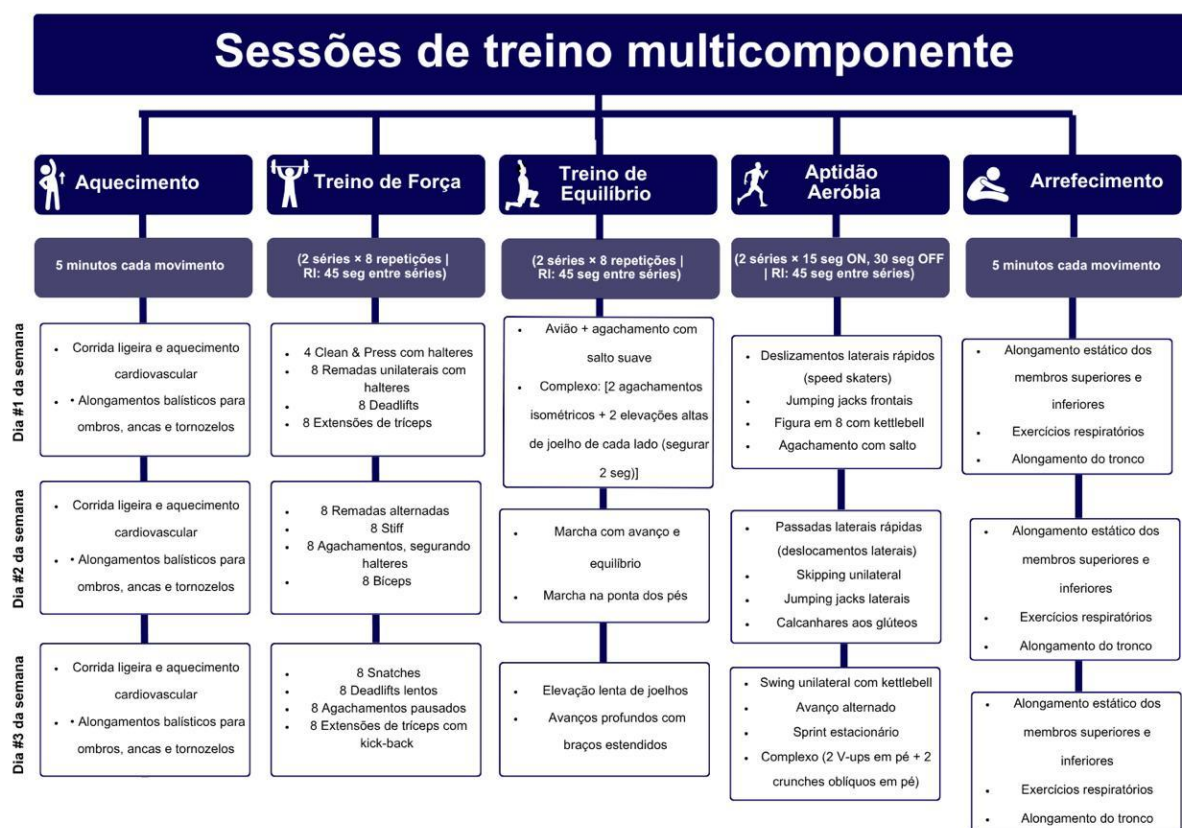 Sessões de treino multicomponente
Aquecimento
Treino de Força
Treino de
Equilíbrio
Aptidão
Aeróbia
Arrefecimento
5 minutos cada movimento
(2 séries × 8 repetições |
RI: 45 seg entre séries)
(2 séries × 8 repetições |
RI: 45 seg entre séries)
(2 séries × 15 seg ON, 30 seg OFF
| RI: 45 seg entre séries)
5 minutos cada movimento
Dia #1 da semana
• Corrida ligeira e aquecimento
cardiovascular
• • Alongamentos balísticos para
ombros, ancas e tornozelos
• 4 Clean & Press com halteres
• 8 Remadas unilaterais com
halteres
• 8 Deadlifts
• 8 Extensões de tríceps
• Avião + agachamento com
salto suave
• Complexo: [2 agachamentos
isométricos + 2 elevações altas
de joelho de cada lado (segurar
2 seg)]
• Deslizamentos laterais rápidos
(speed skaters)
• Jumping jacks frontais
• Figura em 8 com kettlebell
• Agachamento com salto
• Alongamento estático dos
membros superiores e
inferiores
• Exercícios respiratórios
• Alongamento do tronco
Dia #2 da semana
• Corrida ligeira e aquecimento
cardiovascular
• • Alongamentos balísticos para
ombros, ancas e tornozelos
• 8 Remadas alternadas
• 8 Stiff
• 8 Agachamentos, segurando
halteres
• 8 Bíceps
• Marcha com avanço e
equilíbrio
• Marcha na ponta dos pés
• Passadas laterais rápidas
(deslocamentos laterais)
• Skipping unilateral
• Jumping jacks laterais
• Calcanhares aos glúteos
• Alongamento estático dos
membros superiores e
inferiores
• Exercícios respiratórios
• Alongamento do tronco
Dia #3 da semana
• Corrida ligeira e aquecimento
cardiovascular
• • Alongamentos balísticos para
ombros, ancas e tornozelos
• 8 Snatches
• 8 Deadlifts lentos
• 8 Agachamentos pausados
• 8 Extensões de tríceps com
kick-back
• Elevação lenta de joelhos
• Avanços profundos com
braços estendidos
• Swing unilateral com kettlebell
• Avanço alternado
• Sprint estacionário
• Complexo (2 V-ups em pé + 2
crunches oblíquos em pé)
• Alongamento estático dos
membros superiores e
inferiores
• Exercícios respiratórios
• Alongamento do tronco